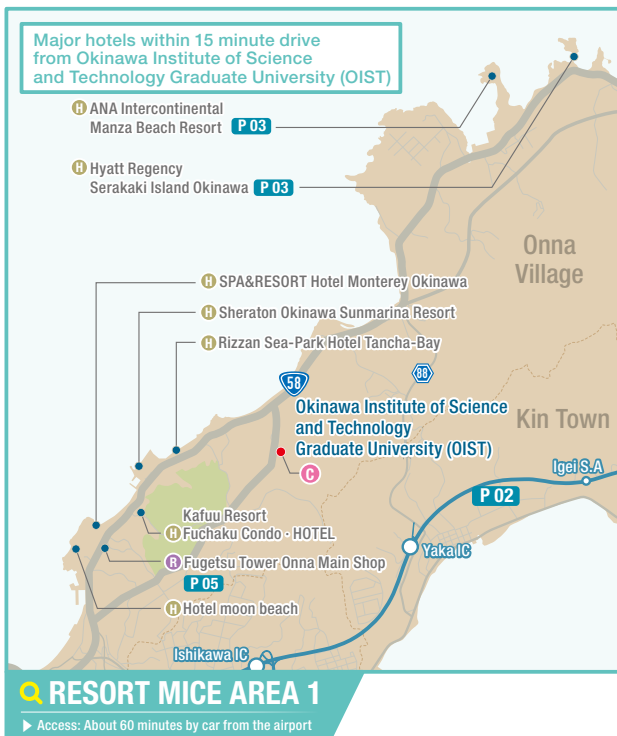 Major hotels within 15 minute drive
from Okinawa Institute of Science
and Technology Graduate University (OIST)
H ANA Intercontinental
Manza Beach Resort P 03
H Hyatt Regency
Serakaki Island Okinawa P 03
Onna
Village
H SPA&RESORT Hotel Monterey Okinawa
H Sheraton Okinawa Sunmarina Resort
H Rizzan Sea-Park Hotel Tancha-Bay
58
88
Okinawa Institute of Science
and Technology
Graduate University (OIST)
Kin Town
C
Igei S.A
P 02
Kafuu Resort
H Fuchaku Condo · HOTEL
Yaka IC
R Fugetsu Tower Onna Main Shop
P 05
H Hotel moon beach
Ishikawa IC
RESORT MICE AREA 1
▶ Access: About 60 minutes by car from the airport